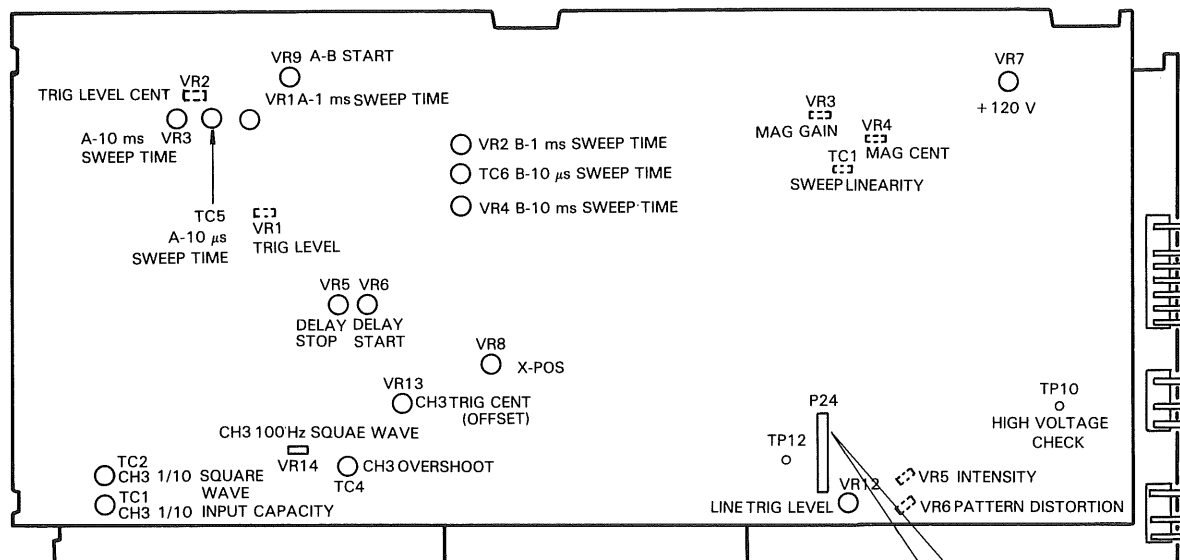 VR9 A-B START
VR7
VR2
TRIG LEVEL CENT
VR1 A-1 ms SWEEP TIME
VR3
+120 V
A-10 ms VR3
SWEEP TIME
MAG GAIN
VR4
VR2 B-1 ms SWEEP TIME
TC1 MAG CENT
TC6 B-10 μs SWEEP TIME
SWEEP LINEARITY
VR4 B-10 ms SWEEP TIME
TC5
A-10 μs
SWEEP TIME
VR1
TRIG LEVEL
VR5 VR6
DELAY STOP
DELAY START
VR8
X-POS
VR13
CH3 TRIG CENT
(OFFSET)
P24
TP10
HIGH VOLTAGE
CHECK
CH3 100 Hz SQUAE WAVE
VR14
TP12
TC2
CH3 1/10 SQUARE
WAVE
CH3 OVERSHOOT
TC4
VR5 INTENSITY
TC1
CH3 1/10 INPUT CAPACITY
VR12
LINE TRIG LEVEL
VR6 PATTERN DISTORTION